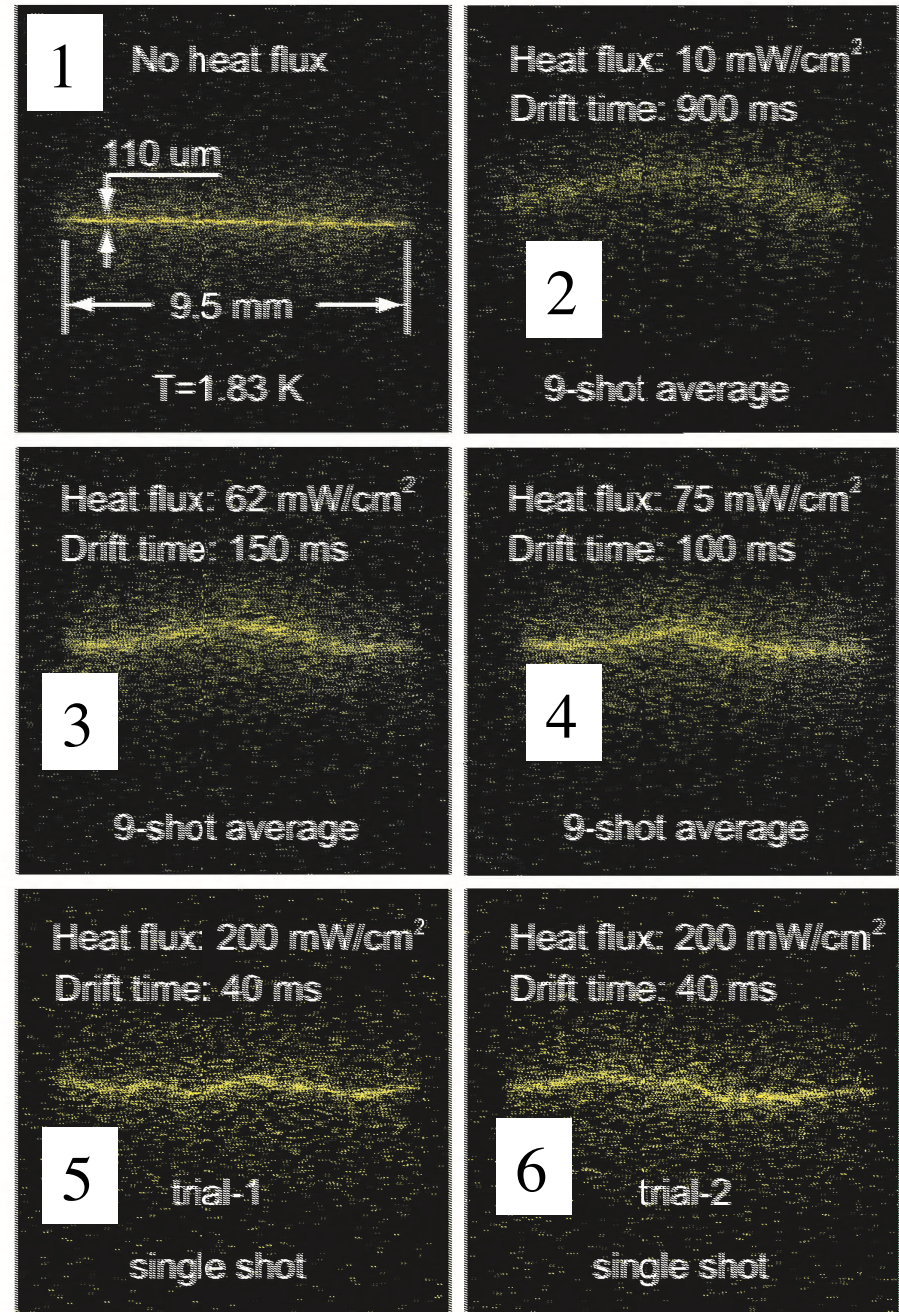 1
No heat flux
110 um
9.5 mm
T=1.83 K
Heat flux: 10 mW/cm²
Drift time: 900 ms
2
9-shot average
Heat flux: 62 mW/cm²
Drift time: 150 ms
3
9-shot average
Heat flux: 75 mW/cm²
Drift time: 100 ms
4
9-shot average
Heat flux: 200 mW/cm²
Drift time: 40 ms
5
trial-1
single shot
Heat flux: 200 mW/cm²
Drift time: 40 ms
6
trial-2
single shot